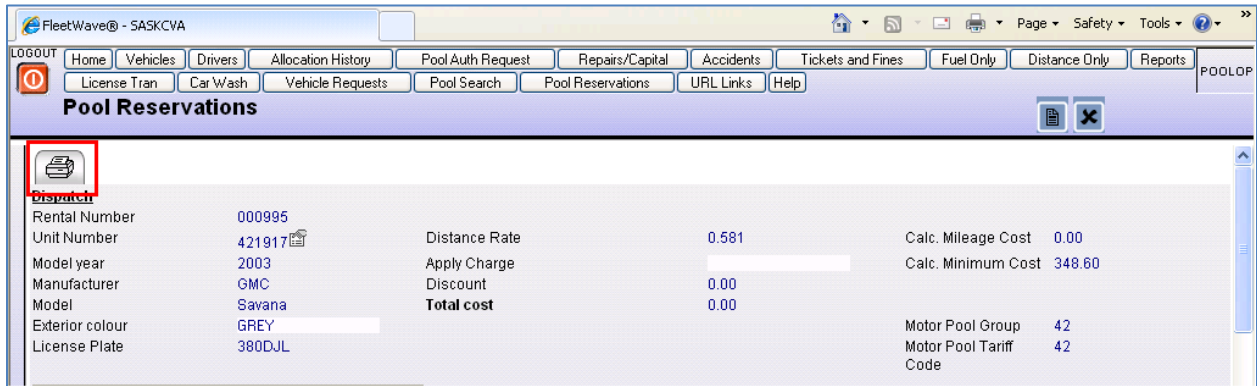 FleetWave® - SASKCVA
Page Safety Tools »
LOGOUT Home Vehicles Drivers Allocation History Pool Auth Request Repairs/Capital Accidents Tickets and Fines Fuel Only Distance Only Reports POOLOP
License Tran Car Wash Vehicle Requests Pool Search Pool Reservations URL Links Help
Pool Reservations
Dispatch
Rental Number 000995
Unit Number 421917 Distance Rate 0.581 Calc. Mileage Cost 0.00
Model year 2003 Apply Charge Calc. Minimum Cost 348.60
Manufacturer GMC Discount 0.00
Model Savana Total cost 0.00
Exterior colour GREY Motor Pool Group 42
License Plate 380DJL Motor Pool Tariff 42
Code